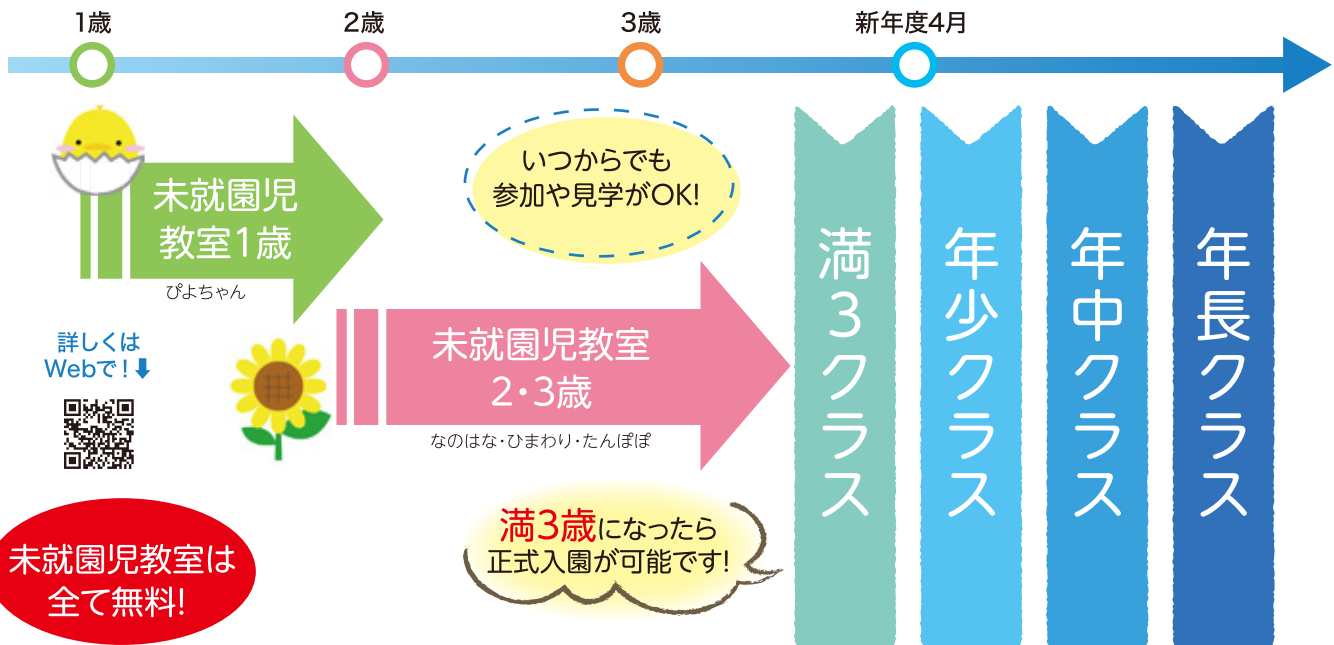 1歳
2歳
3歳
新年度4月
未就園児
教室1歳
ぴよちゃん
いつからでも
参加や見学がOK!
詳しくは
Webで!⬇
未就園児教室
2・3歳
なのはな・ひまわり・たんぽぽ
未就園児教室は
全て無料!
満3歳になったら
正式入園が可能です!
満3クラス
年少クラス
年中クラス
年長クラス